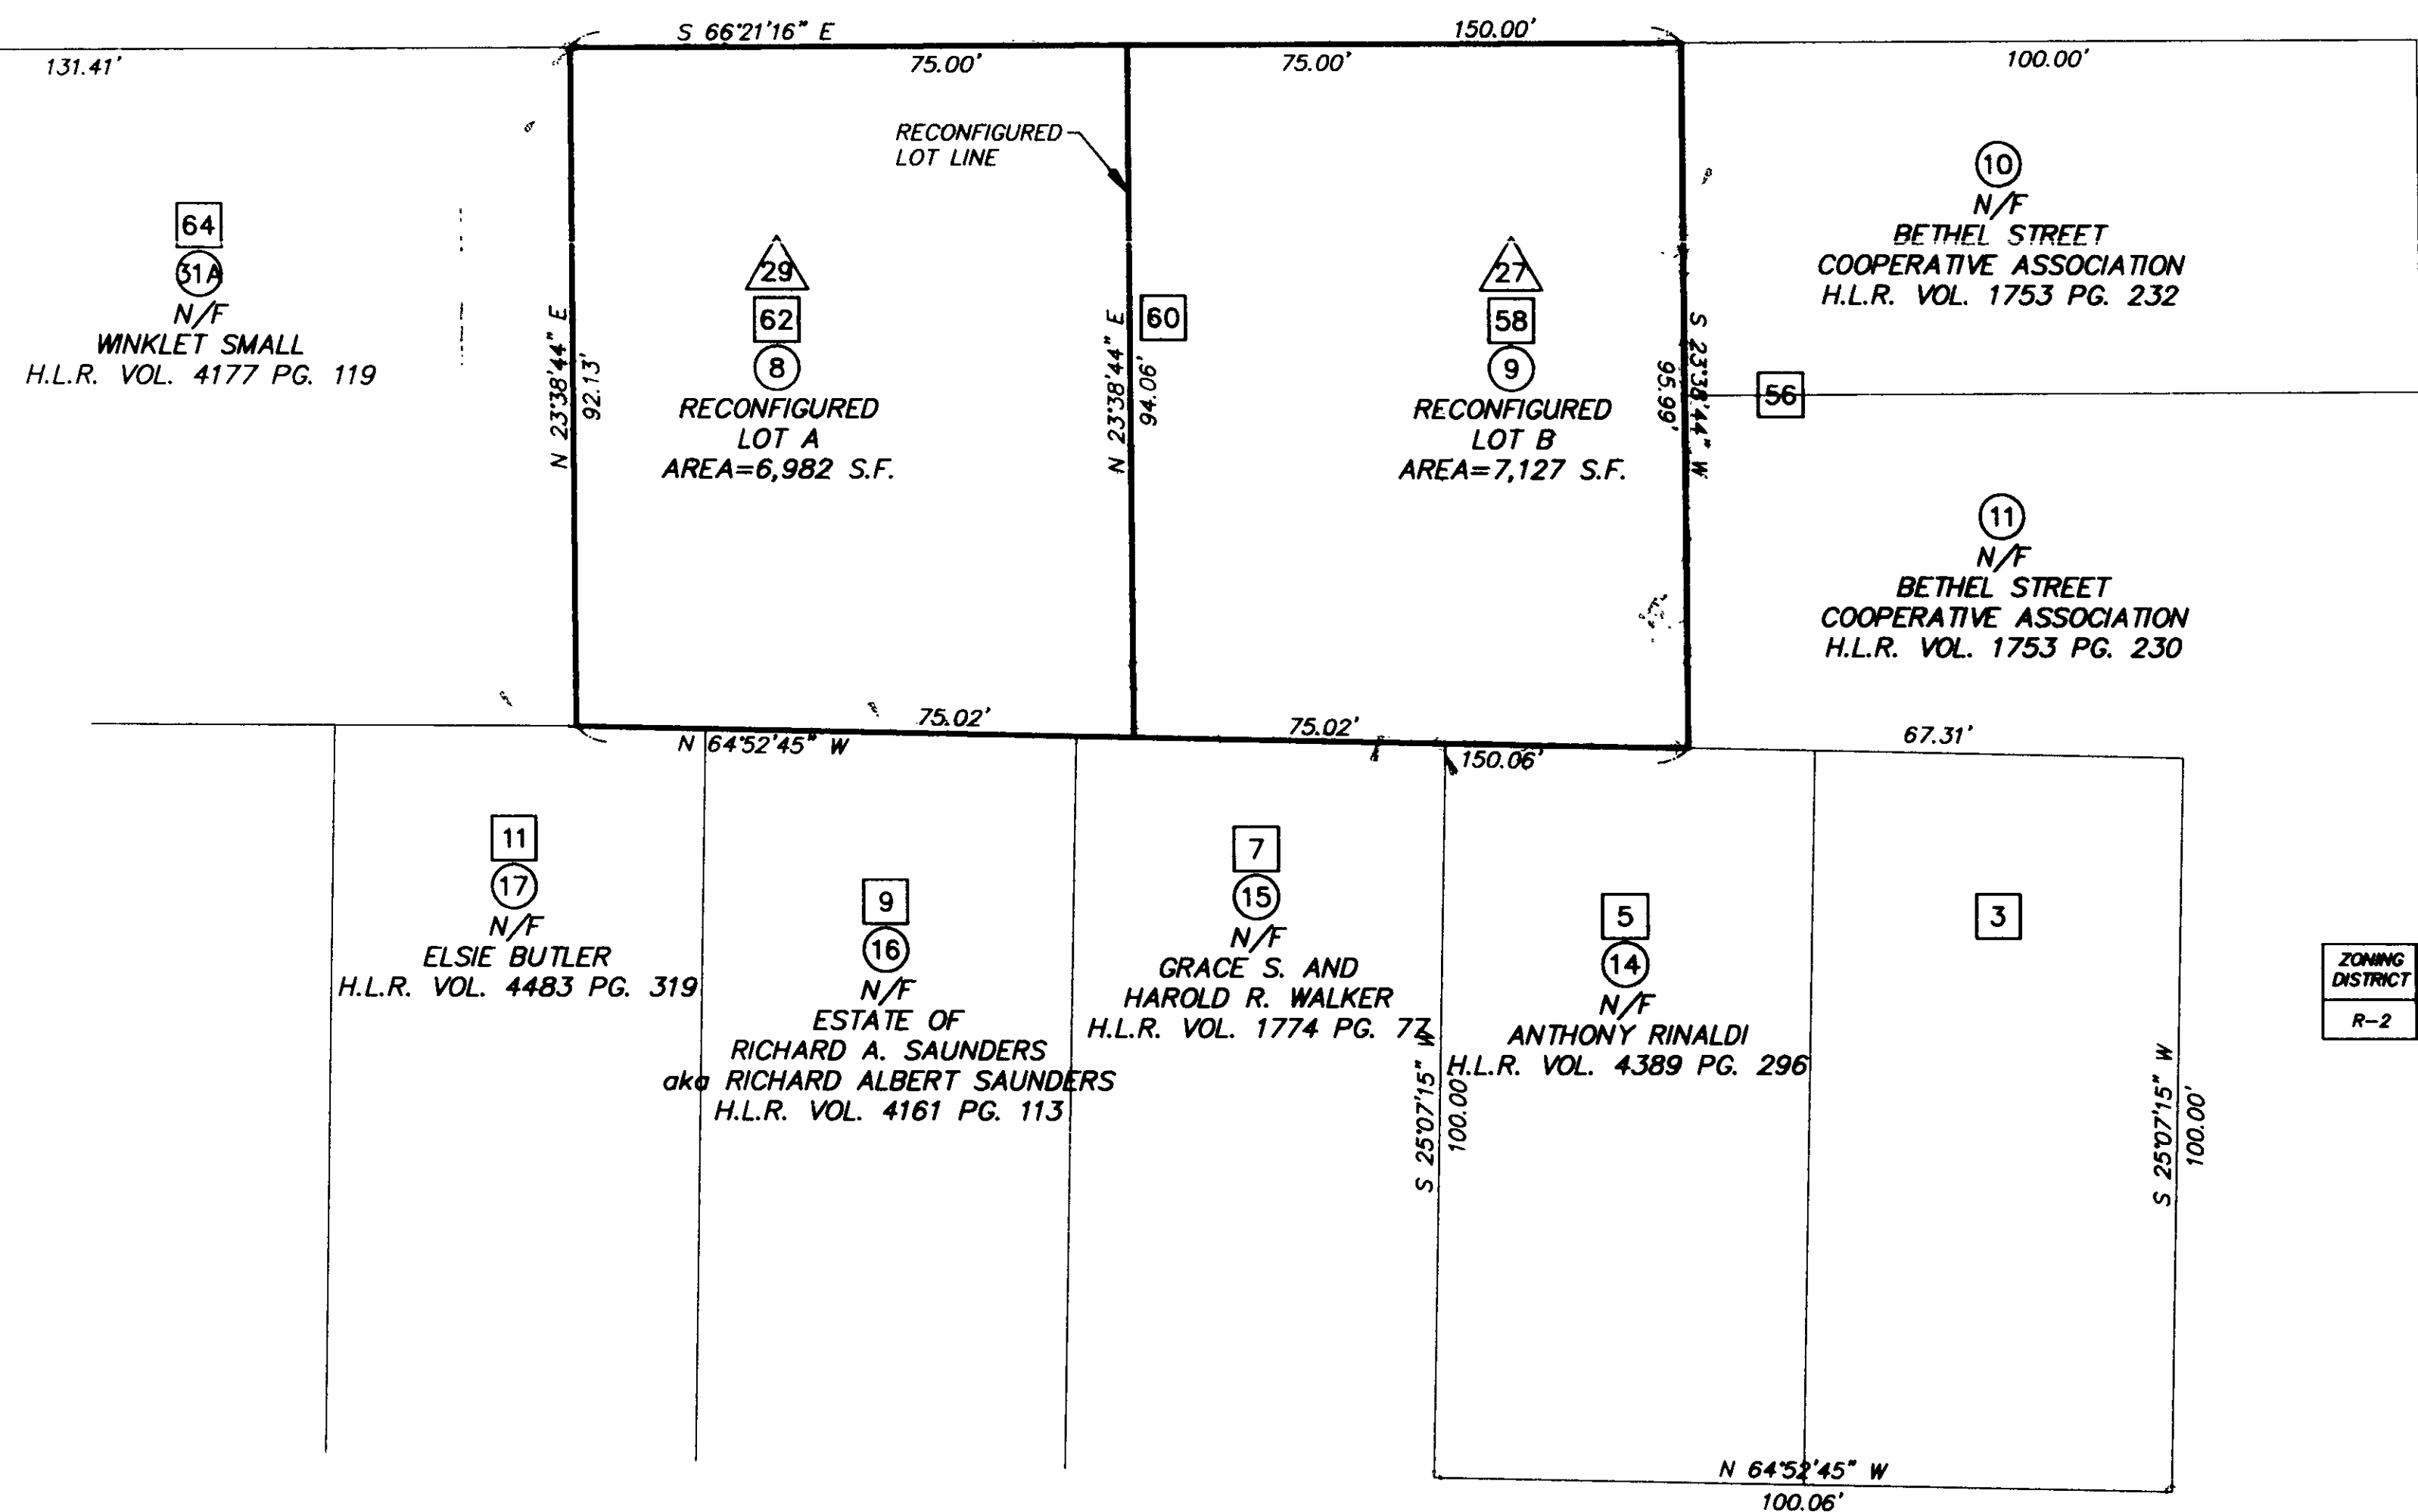 S 66°21'16" E
150.00'
131.41'
75.00'
75.00'
100.00'
RECONFIGURED
LOT LINE
64
31A
N/F
WINKLET SMALL
H.L.R. VOL. 4177 PG. 119
N 23°38'44" E
92.13'
29
62
8
RECONFIGURED
LOT A
AREA=6,982 S.F.
N 23°38'44" E
94.06'
60
27
58
9
RECONFIGURED
LOT B
AREA=7,127 S.F.
S 23°38'44" W
95.99'
10
N/F
BETHEL STREET
COOPERATIVE ASSOCIATION
H.L.R. VOL. 1753 PG. 232
56
11
N/F
BETHEL STREET
COOPERATIVE ASSOCIATION
H.L.R. VOL. 1753 PG. 230
75.02'
75.02'
67.31'
N 64°52'45" W
150.06'
11
17
N/F
ELSIE BUTLER
H.L.R. VOL. 4483 PG. 319
9
16
N/F
ESTATE OF
RICHARD A. SAUNDERS
aka RICHARD ALBERT SAUNDERS
H.L.R. VOL. 4161 PG. 113
7
15
N/F
GRACE S. AND
HAROLD R. WALKER
H.L.R. VOL. 1774 PG. 77
S 25°07'15" W
100.00'
5
14
N/F
ANTHONY RINALDI
H.L.R. VOL. 4389 PG. 296
3
S 25°07'15" W
100.00'
ZONING
DISTRICT
R-2
N 64°52'45" W
100.06'